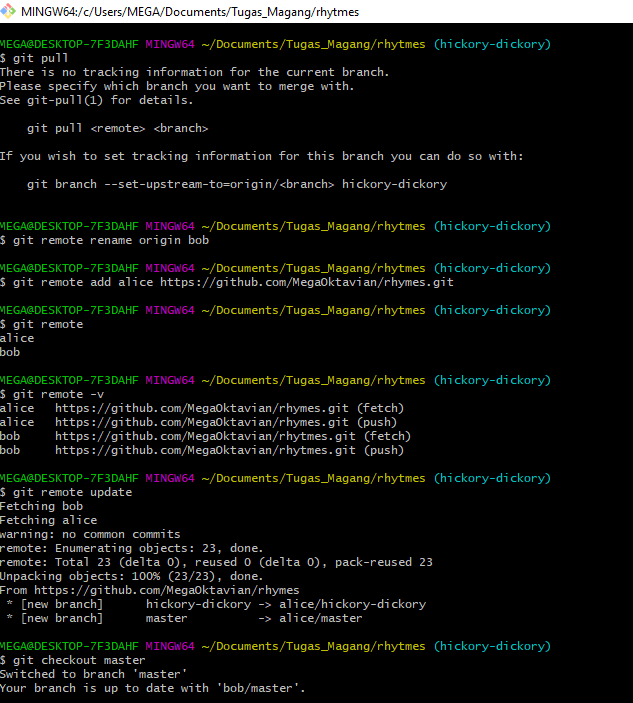 MINGW64:/c/Users/MEGA/Documents/Tugas_Magang/rhytmes
MEGA@DESKTOP-7F3DAHF MINGW64 ~/Documents/Tugas_Magang/rhytmes (hickory-dickory)
$ git pull
There is no tracking information for the current branch.
Please specify which branch you want to merge with.
See git-pull(1) for details.
git pull <remote> <branch>
If you wish to set tracking information for this branch you can do so with:
git branch --set-upstream-to=origin/<branch> hickory-dickory
MEGA@DESKTOP-7F3DAHF MINGW64 ~/Documents/Tugas_Magang/rhytmes (hickory-dickory)
$ git remote rename origin bob
MEGA@DESKTOP-7F3DAHF MINGW64 ~/Documents/Tugas_Magang/rhytmes (hickory-dickory)
$ git remote add alice https://github.com/MegaOktavian/rhymes.git
MEGA@DESKTOP-7F3DAHF MINGW64 ~/Documents/Tugas_Magang/rhytmes (hickory-dickory)
$ git remote
alice
bob
MEGA@DESKTOP-7F3DAHF MINGW64 ~/Documents/Tugas_Magang/rhytmes (hickory-dickory)
$ git remote -v
alice https://github.com/MegaOktavian/rhymes.git (fetch)
alice https://github.com/MegaOktavian/rhymes.git (push)
bob https://github.com/MegaOktavian/rhytmes.git (fetch)
bob https://github.com/MegaOktavian/rhytmes.git (push)
MEGA@DESKTOP-7F3DAHF MINGW64 ~/Documents/Tugas_Magang/rhytmes (hickory-dickory)
$ git remote update
Fetching bob
Fetching alice
warning: no common commits
remote: Enumerating objects: 23, done.
remote: Total 23 (delta 0), reused 0 (delta 0), pack-reused 23
Unpacking objects: 100% (23/23), done.
From https://github.com/MegaOktavian/rhymes
* [new branch] hickory-dickory -> alice/hickory-dickory
* [new branch] master -> alice/master
MEGA@DESKTOP-7F3DAHF MINGW64 ~/Documents/Tugas_Magang/rhytmes (hickory-dickory)
$ git checkout master
Switched to branch 'master'
Your branch is up to date with 'bob/master'.